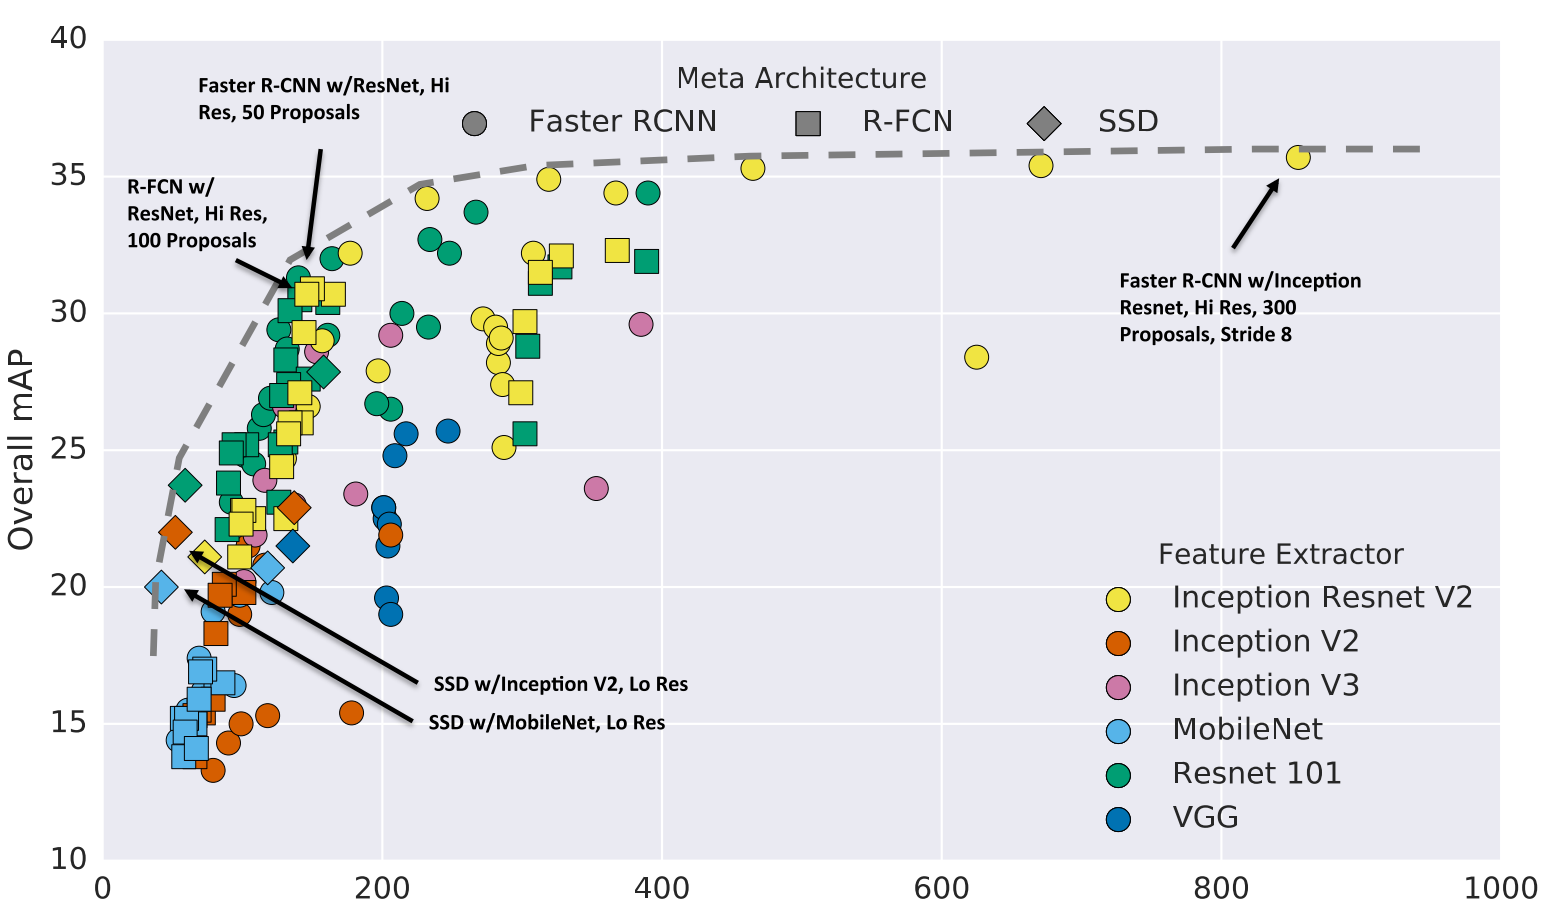 40
35
30
25
20
15
10
Overall mAP
Faster R-CNN w/ResNet, Hi
Res, 50 Proposals
Meta Architecture
Faster RCNN
R-FCN
SSD
R-FCN w/
ResNet, Hi Res,
100 Proposals
Faster R-CNN w/Inception
Resnet, Hi Res, 300
Proposals, Stride 8
SSD w/Inception V2, Lo Res
SSD w/MobileNet, Lo Res
Feature Extractor
Inception Resnet V2
Inception V2
Inception V3
MobileNet
Resnet 101
VGG
0
200
400
600
800
1000